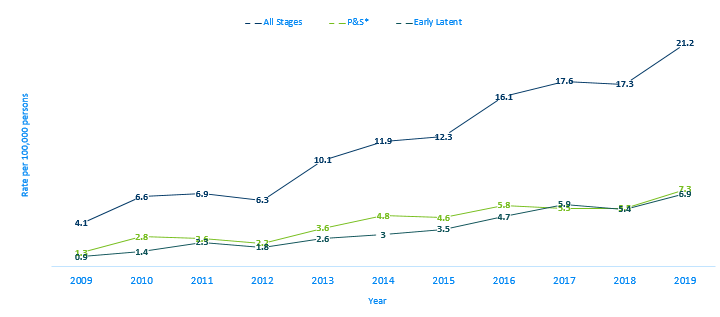 All Stages P&S* Early Latent
Rate per 100,000 persons
21.2
17.6
17.3
16.1
12.3
11.9
10.1
6.6 6.9 6.3
4.1
7.3
6.9
5.8 5.9 5.4
4.8 4.6 4.7
3.6 3.5
2.8 2.6 3
1.4 1.8
0.9
2009 2010 2011 2012 2013 2014 2015 2016 2017 2018 2019
Year